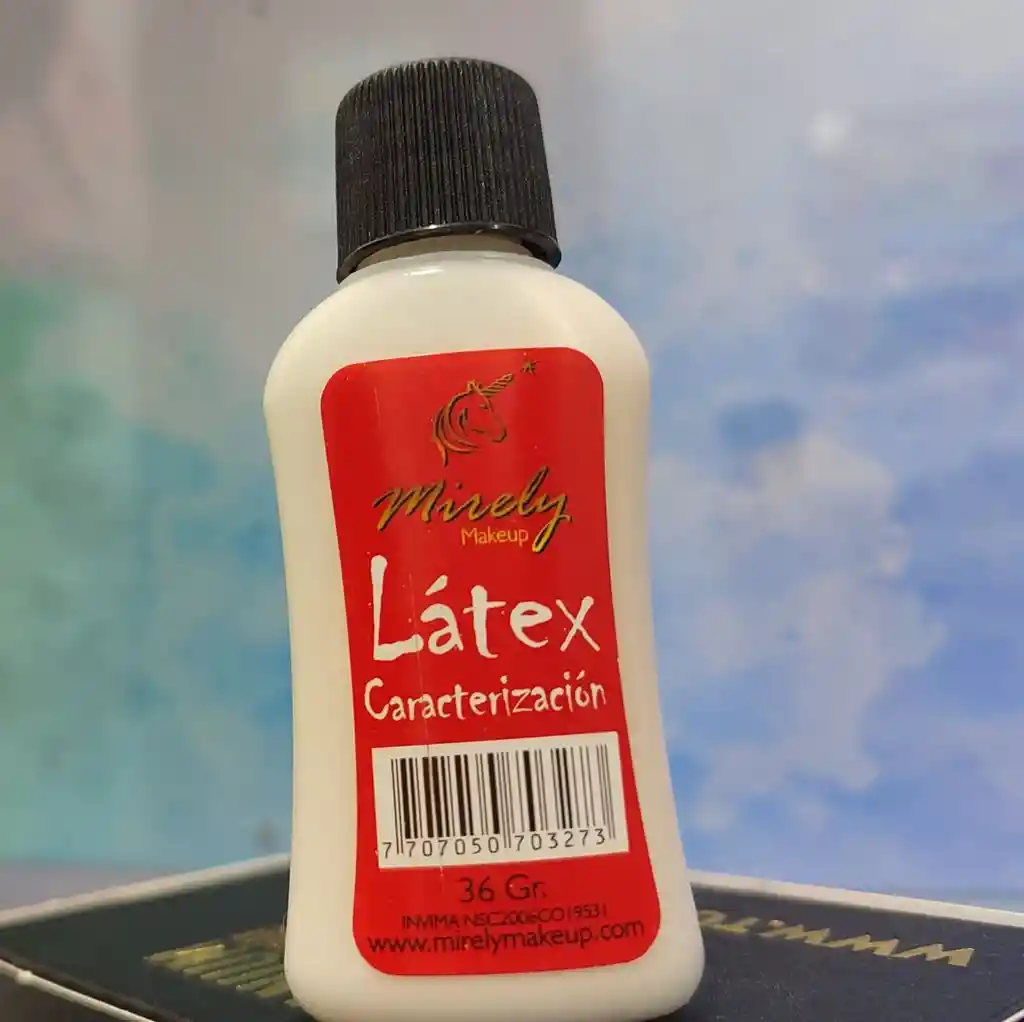 Mirely
Makeup
Látex
Caracterización
7 707050 703273
36 Gr.
INVIMA NSC2006CO19531
www.mirelymakeup.com